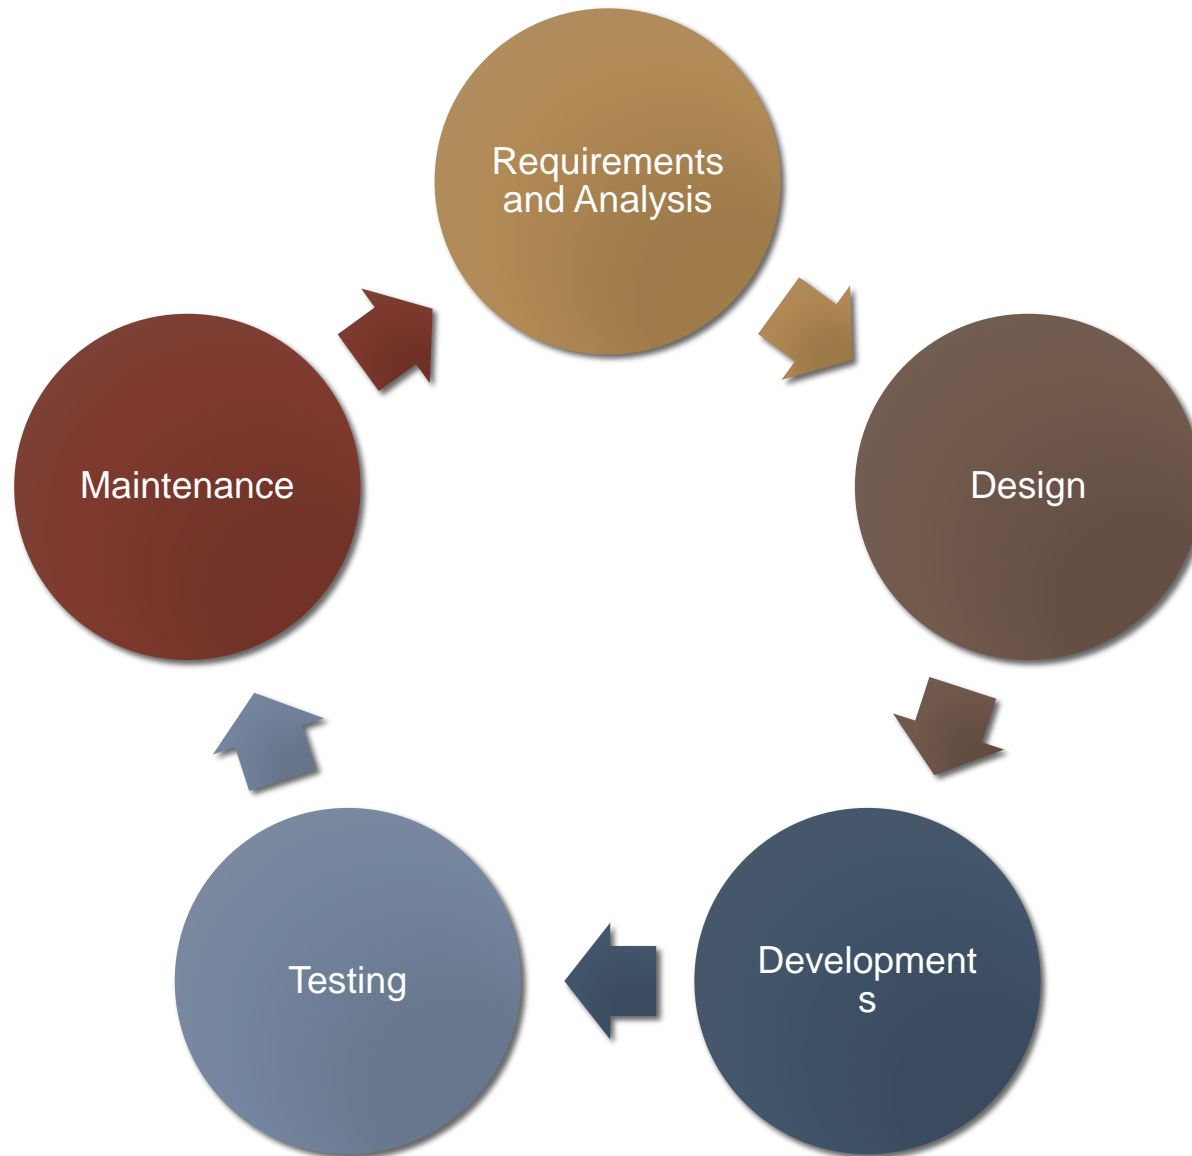 Requirements
and Analysis
Design
Development
s
Testing
Maintenance